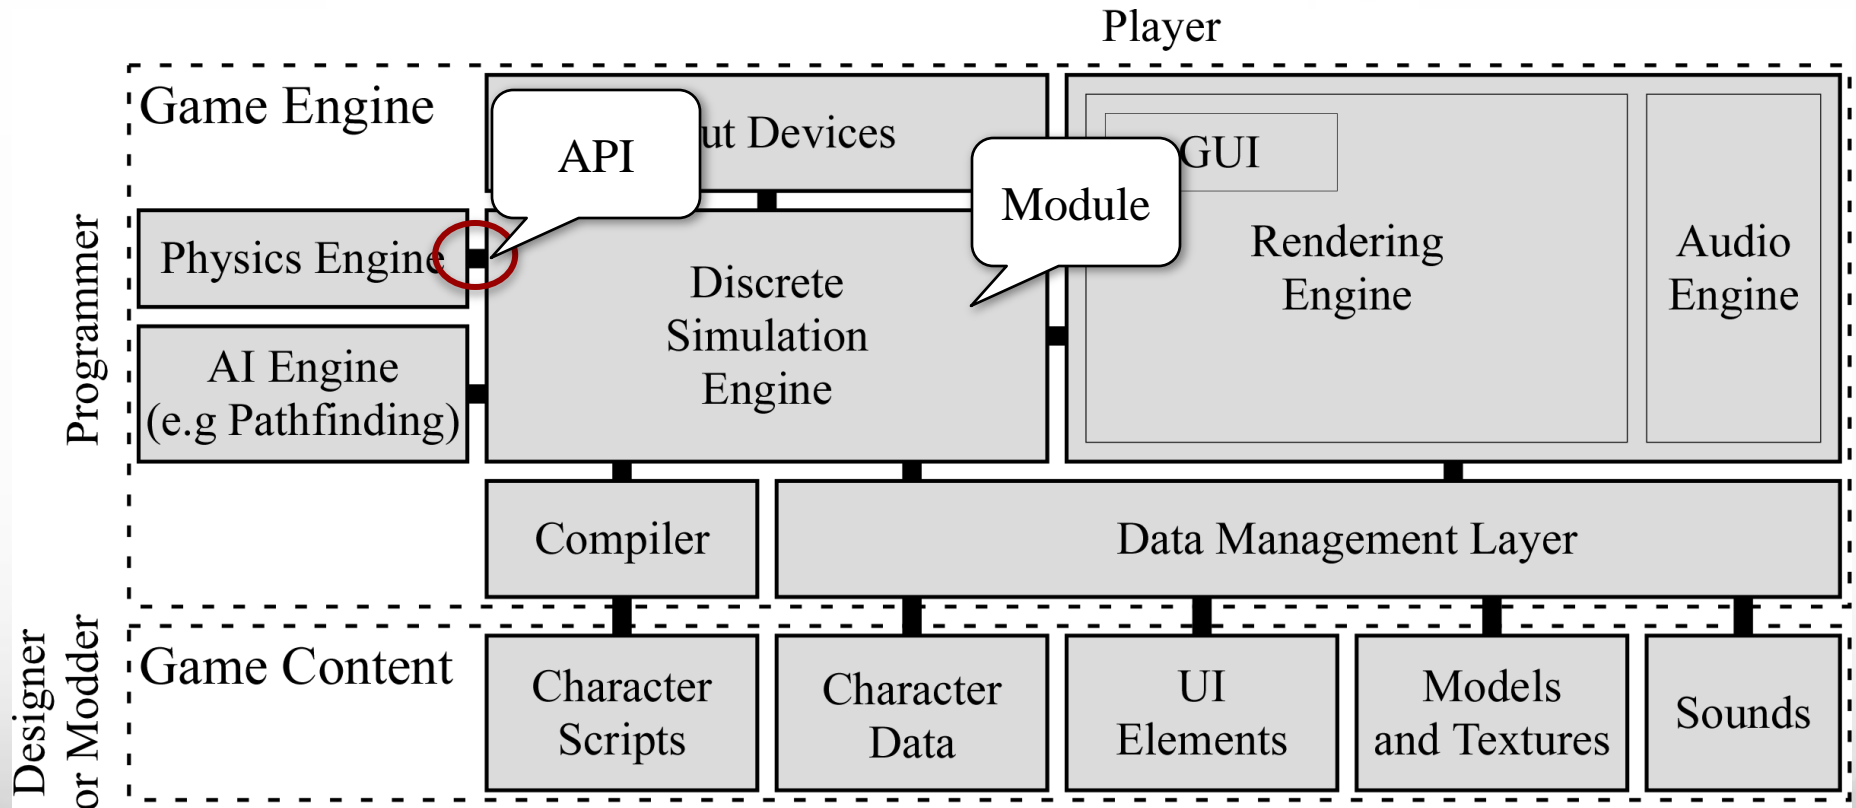 Player
Game Engine
API
ut Devices
Module
GUI
Physics Engine
Discrete
Simulation
Engine
Rendering
Engine
Audio
Engine
AI Engine
(e.g Pathfinding)
Programmer
Compiler
Data Management Layer
Designer
or Modder
Game Content
Character
Scripts
Character
Data
UI
Elements
Models
and Textures
Sounds